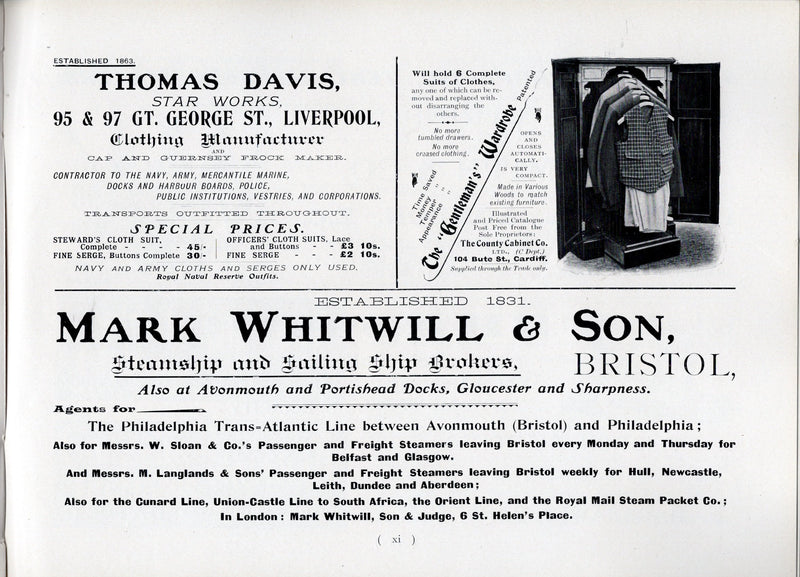 ESTABLISHED 1863.
THOMAS DAVIS,
STAR WORKS,
95 & 97 GT. GEORGE ST., LIVERPOOL,
Clothing Manufacturer
AND
CAP AND GUERNSEY FROCK MAKER.
CONTRACTOR TO THE NAVY, ARMY, MERCANTILE MARINE,
DOCKS AND HARBOUR BOARDS, POLICE,
PUBLIC INSTITUTIONS, VESTRIES, AND CORPORATIONS.
TRANSPORTS OUTFITTED THROUGHOUT.
SPECIAL PRICES.
STEWARD'S CLOTH SUIT,
Complete - - - - 45/-
FINE SERGE, Buttons Complete 30/-
OFFICERS' CLOTH SUITS, Lace
and Buttons - - £3 10s.
FINE SERGE - - - £2 10s.
NAVY AND ARMY CLOTHS AND SERGES ONLY USED.
Royal Naval Reserve Outfits.
Will hold 6 Complete
Suits of Clothes,
any one of which can be re-
moved and replaced with-
out disarranging the
others.
No more
tumbled drawers.
No more
creased clothing.
Time Saved
Money " "
Temper " "
Appearance " "
The "Gentleman's" Wardrobe
Patented
OPENS
AND
CLOSES
AUTOMATI-
CALLY.
IS VERY
COMPACT.
Made in Various
Woods to match
existing furniture.
Illustrated
and Priced Catalogue
Post Free from the
Sole Proprietors;
The County Cabinet Co.
LTD., (C Dept.)
104 Bute St., Cardiff.
Supplied through the Trade only.
ESTABLISHED 1831.
MARK WHITWILL & SON,
Steamship and Sailing Ship Brokers,
BRISTOL,
Also at Avonmouth and Portishead Docks, Gloucester and Sharpness.
Agents for
The Philadelphia Trans=Atlantic Line between Avonmouth (Bristol) and Philadelphia;
Also for Messrs. W. Sloan & Co.'s Passenger and Freight Steamers leaving Bristol every Monday and Thursday for
Belfast and Glasgow.
And Messrs. M. Langlands & Sons' Passenger and Freight Steamers leaving Bristol weekly for Hull, Newcastle,
Leith, Dundee and Aberdeen;
Also for the Cunard Line, Union-Castle Line to South Africa, the Orient Line, and the Royal Mail Steam Packet Co.;
In London: Mark Whitwill, Son & Judge, 6 St. Helen's Place.
( xi )